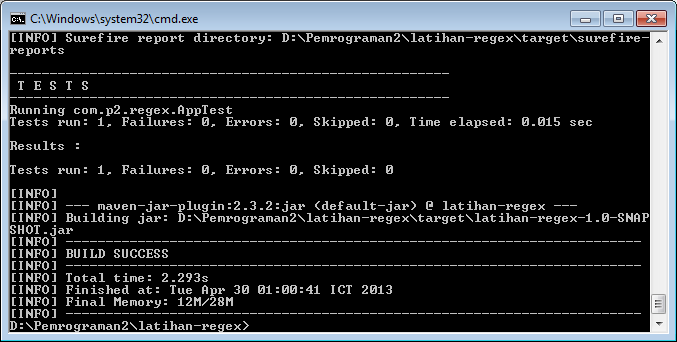 C:\Windows\system32\cmd.exe
[INFO] Surefire report directory: D:\Pemrograman2\latihan-regex\target\surefire-
reports
-------------------------------------------------------
 T E S T S
-------------------------------------------------------
Running com.p2.regex.AppTest
Tests run: 1, Failures: 0, Errors: 0, Skipped: 0, Time elapsed: 0.015 sec
Results :
Tests run: 1, Failures: 0, Errors: 0, Skipped: 0
[INFO]
[INFO] --- maven-jar-plugin:2.3.2:jar (default-jar) @ latihan-regex ---
[INFO] Building jar: D:\Pemrograman2\latihan-regex\target\latihan-regex-1.0-SNAP
SHOT.jar
[INFO] ------------------------------------------------------------------------
[INFO] BUILD SUCCESS
[INFO] ------------------------------------------------------------------------
[INFO] Total time: 2.293s
[INFO] Finished at: Tue Apr 30 01:00:41 ICT 2013
[INFO] Final Memory: 12M/28M
[INFO] ------------------------------------------------------------------------
D:\Pemrograman2\latihan-regex>